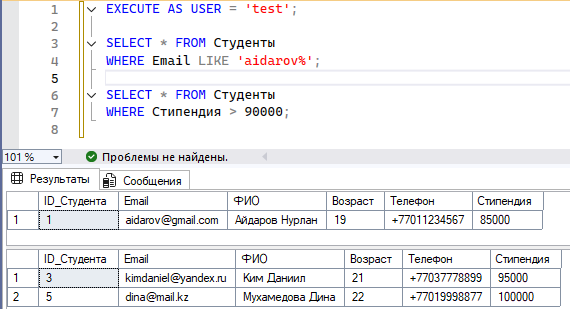 1 EXECUTE AS USER = 'test';
2
3 SELECT * FROM Студенты
4 WHERE Email LIKE 'aidarov%';
5
6 SELECT * FROM Студенты
7 WHERE Стипендия > 90000;
8
101 % Проблемы не найдены.
Результаты Сообщения
ID_Студента Email ФИО Возраст Телефон Стипендия
1 1 aidarov@gmail.com Айдаров Нурлан 19 +77011234567 85000
ID_Студента Email ФИО Возраст Телефон Стипендия
1 3 kimdaniel@yandex.ru Ким Даниил 21 +77037778899 95000
2 5 dina@mail.kz Мухамедова Дина 22 +77019998877 100000